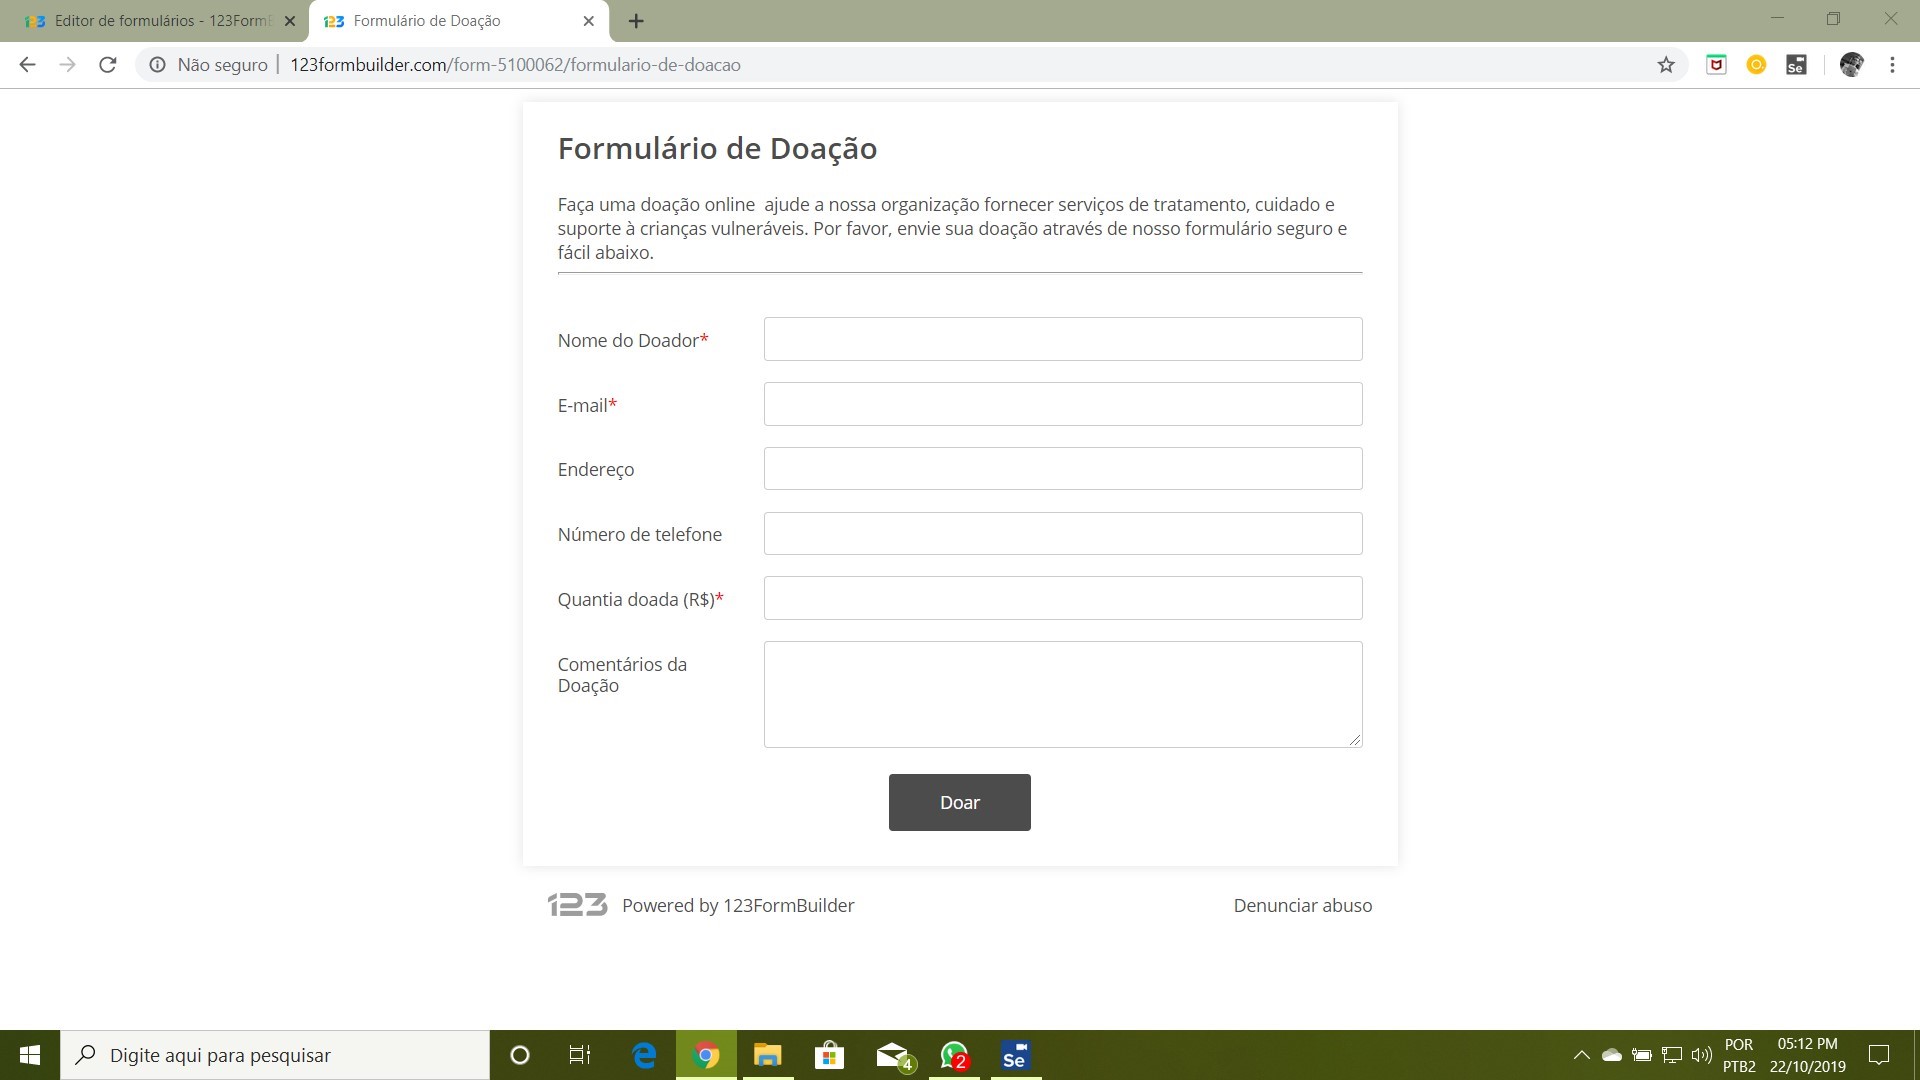 Editor de formulários - 123Form
Formulário de Doação
Não seguro
123formbuilder.com/form-5100062/formulario-de-doacao
Se
Formulário de Doação
Faça uma doação online  ajude a nossa organização fornecer serviços de tratamento, cuidado e
suporte à crianças vulneráveis. Por favor, envie sua doação através de nosso formulário seguro e
fácil abaixo.
Nome do Doador*
E-mail*
Endereço
Número de telefone
Quantia doada (R$)*
Comentários da
Doação
Doar
123 Powered by 123FormBuilder
Denunciar abuso
Digite aqui para pesquisar
4
2
Se
POR
PTB2
05:12 PM
22/10/2019